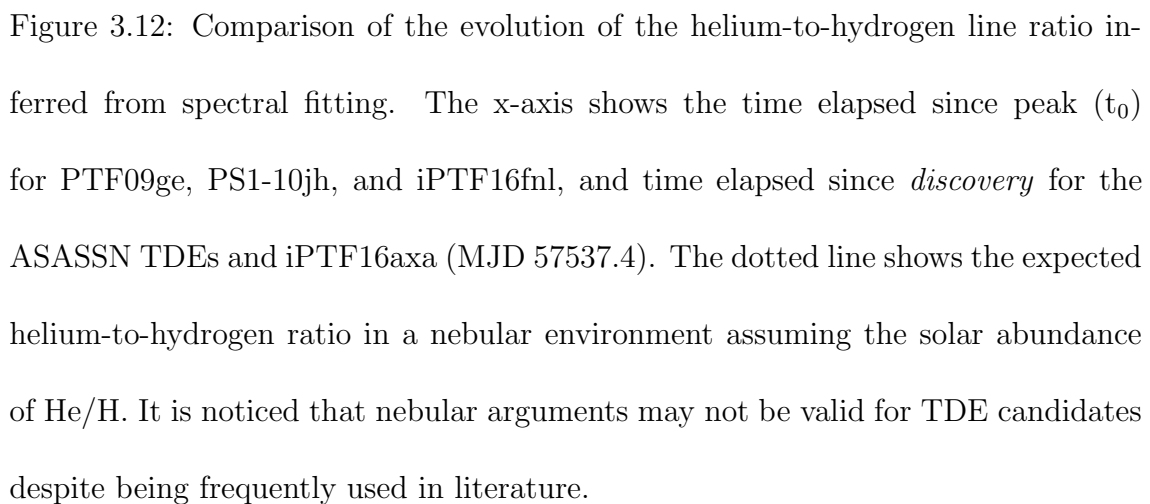 Figure 3.12: Comparison of the evolution of the helium-to-hydrogen line ratio in-
ferred from spectral fitting. The x-axis shows the time elapsed since peak (t₀)
for PTF09ge, PS1-10jh, and iPTF16fnl, and time elapsed since discovery for the
ASASSN TDEs and iPTF16axa (MJD 57537.4). The dotted line shows the expected
helium-to-hydrogen ratio in a nebular environment assuming the solar abundance
of He/H. It is noticed that nebular arguments may not be valid for TDE candidates
despite being frequently used in literature.